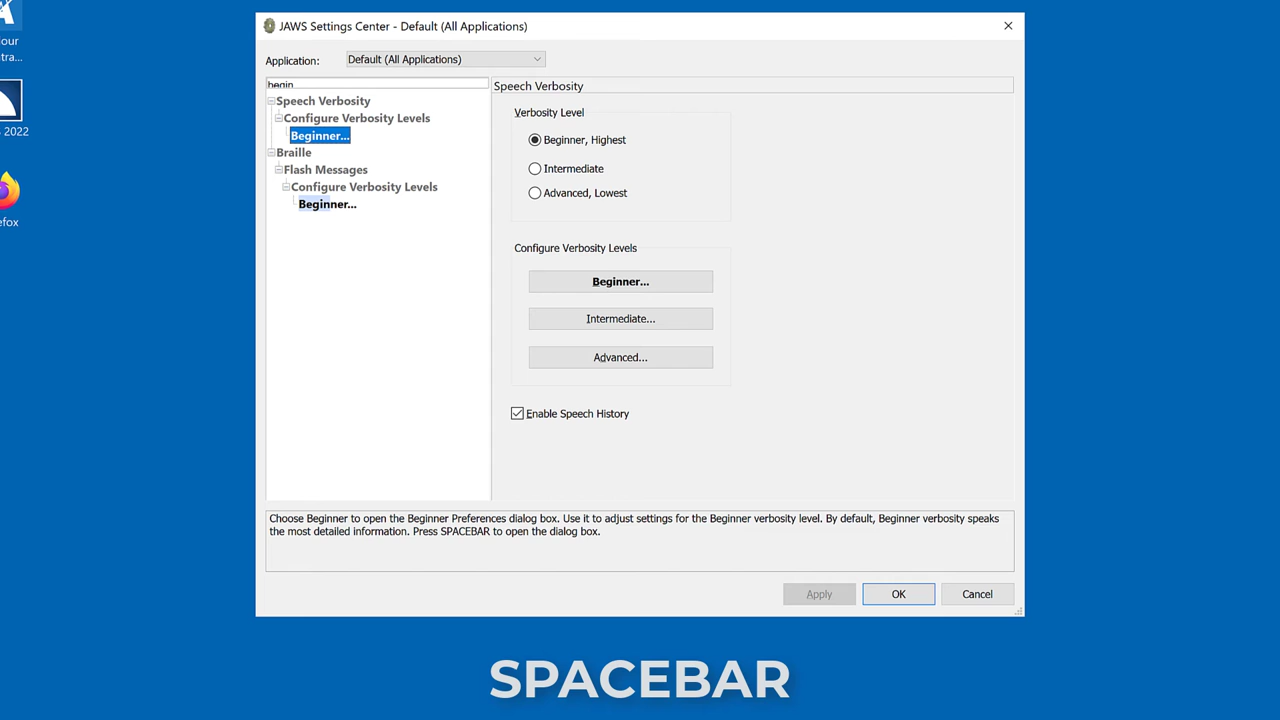 our
tra...
2022
efox
JAWS Settings Center - Default (All Applications)
Application:
Default (All Applications)
begin
Speech Verbosity
Configure Verbosity Levels
Beginner...
Braille
Flash Messages
Configure Verbosity Levels
Beginner...
Speech Verbosity
Verbosity Level
Beginner, Highest
Intermediate
Advanced, Lowest
Configure Verbosity Levels
Beginner...
Intermediate...
Advanced...
Enable Speech History
Choose Beginner to open the Beginner Preferences dialog box. Use it to adjust settings for the Beginner verbosity level. By default, Beginner verbosity speaks
the most detailed information. Press SPACEBAR to open the dialog box.
Apply
OK
Cancel
SPACEBAR